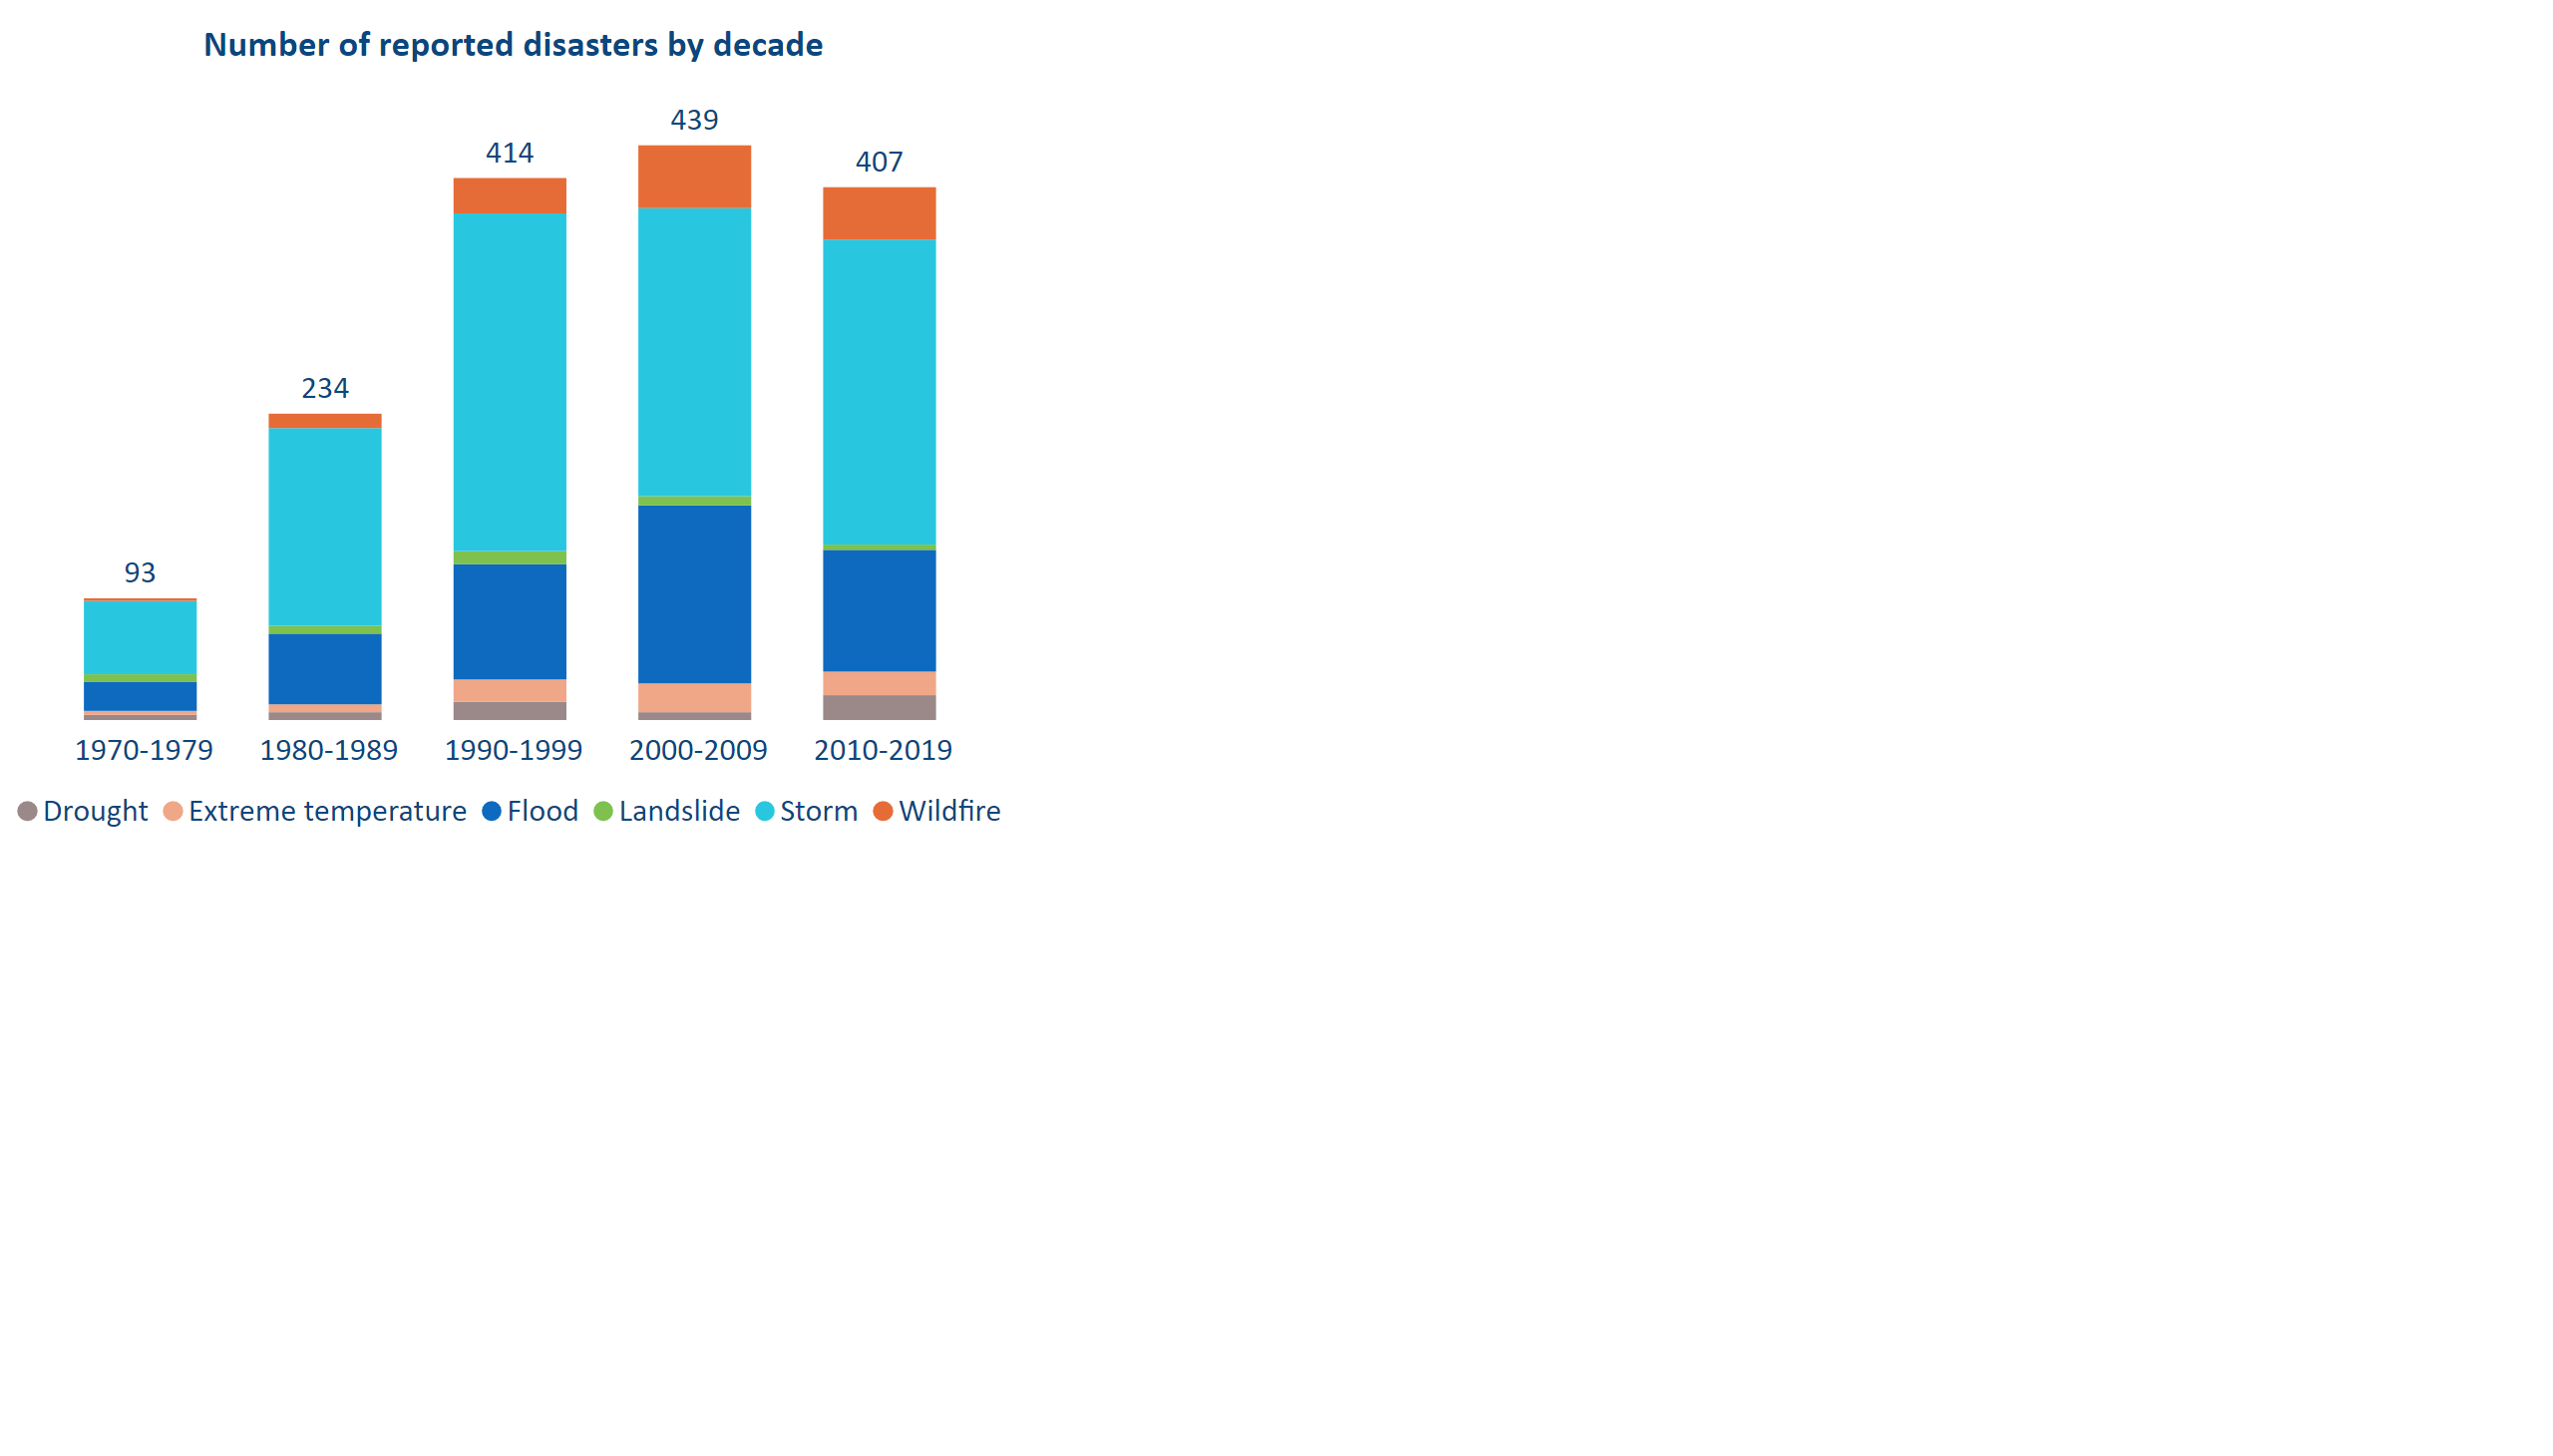 Number of reported disasters by decade
439
414
407
234
93
1970-1979 1980-1989 1990-1999 2000-2009 2010-2019
Drought Extreme temperature Flood Landslide Storm Wildfire